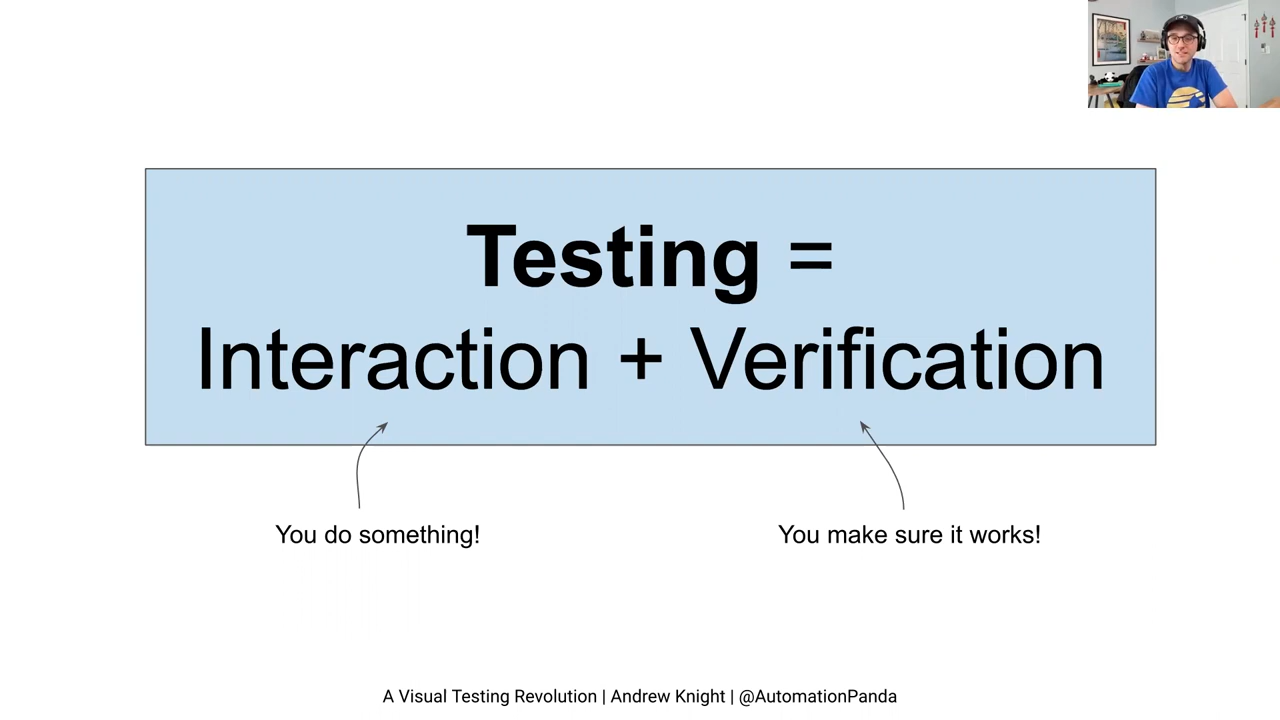 Testing =
Interaction + Verification
You do something!
You make sure it works!
A Visual Testing Revolution | Andrew Knight | @AutomationPanda